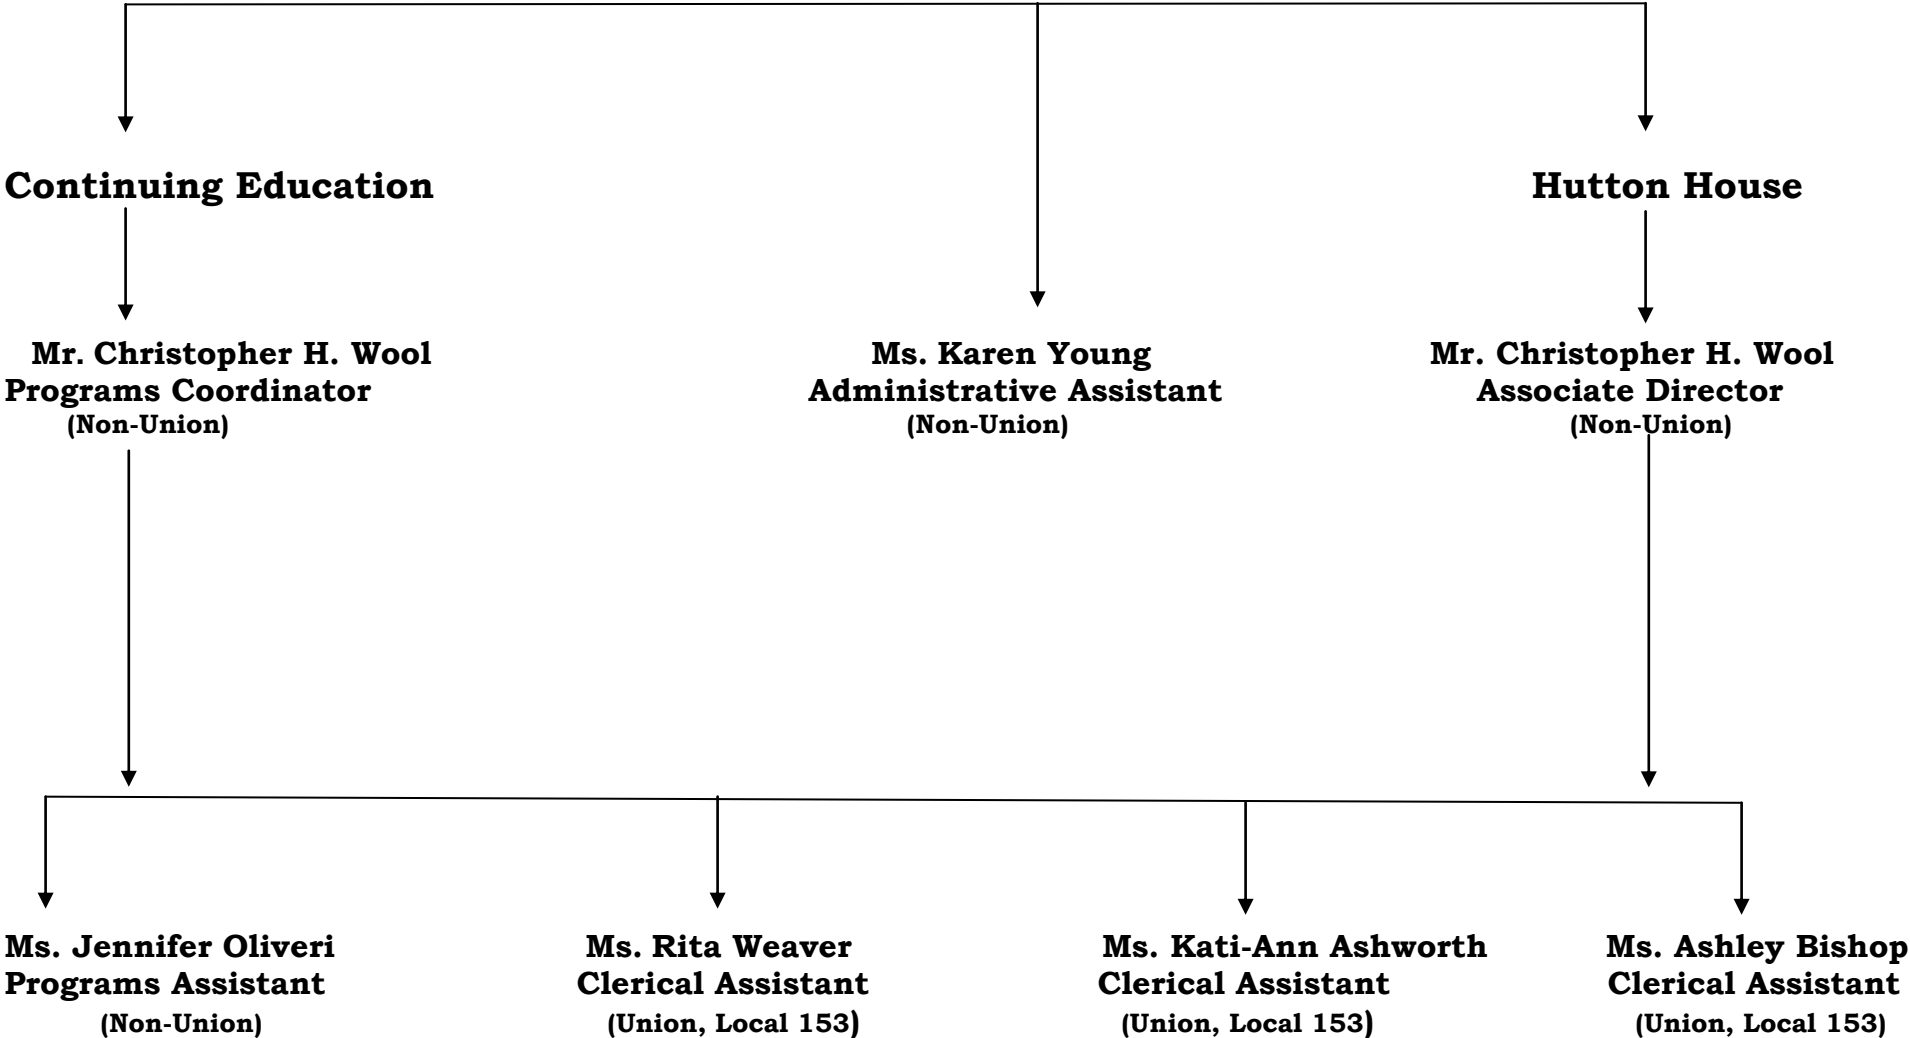 Continuing Education
Hutton House
Mr. Christopher H. Wool
Programs Coordinator
(Non-Union)
Ms. Karen Young
Administrative Assistant
(Non-Union)
Mr. Christopher H. Wool
Associate Director
(Non-Union)
Ms. Jennifer Oliveri
Programs Assistant
(Non-Union)
Ms. Rita Weaver
Clerical Assistant
(Union, Local 153)
Ms. Kati-Ann Ashworth
Clerical Assistant
(Union, Local 153)
Ms. Ashley Bishop
Clerical Assistant
(Union, Local 153)